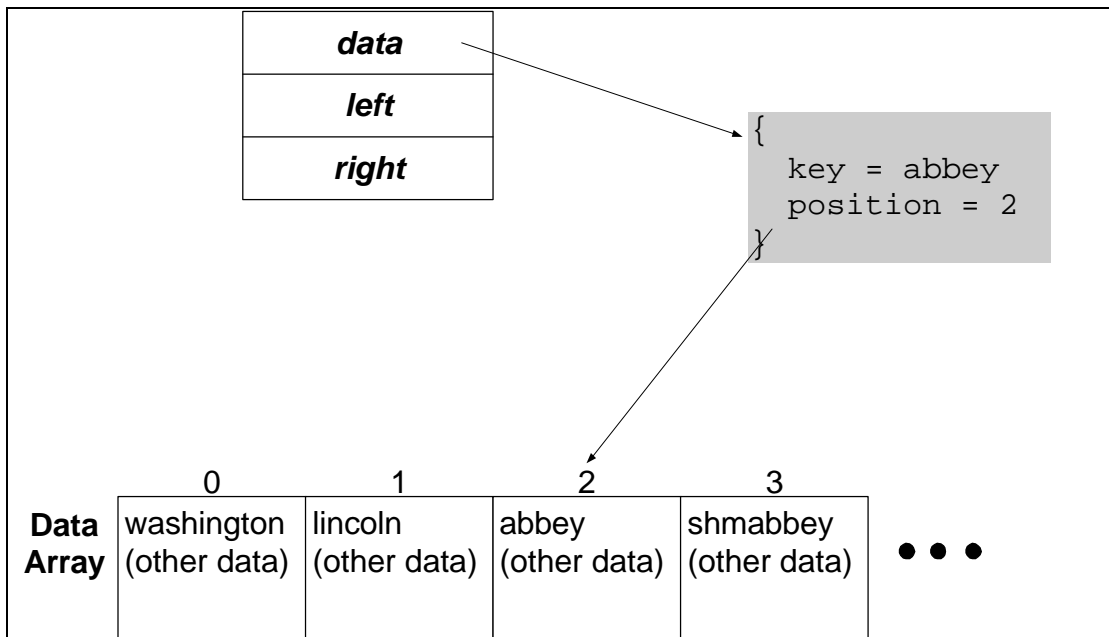 data
left
right
{
key = abbey
position = 2
}
0 1 2 3
Data Array
washington
(other data)
lincoln
(other data)
abbey
(other data)
shmabbey
(other data)